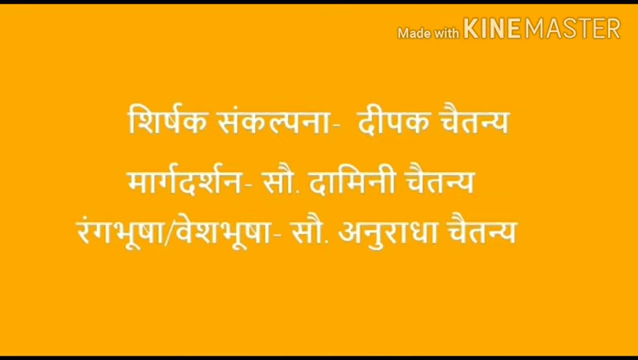 Made with KINEMASTER
शिर्षक संकल्पना- दीपक चैतन्य
मार्गदर्शन- सौ. दामिनी चैतन्य
रंगभूषा/वेशभूषा- सौ. अनुराधा चैतन्य